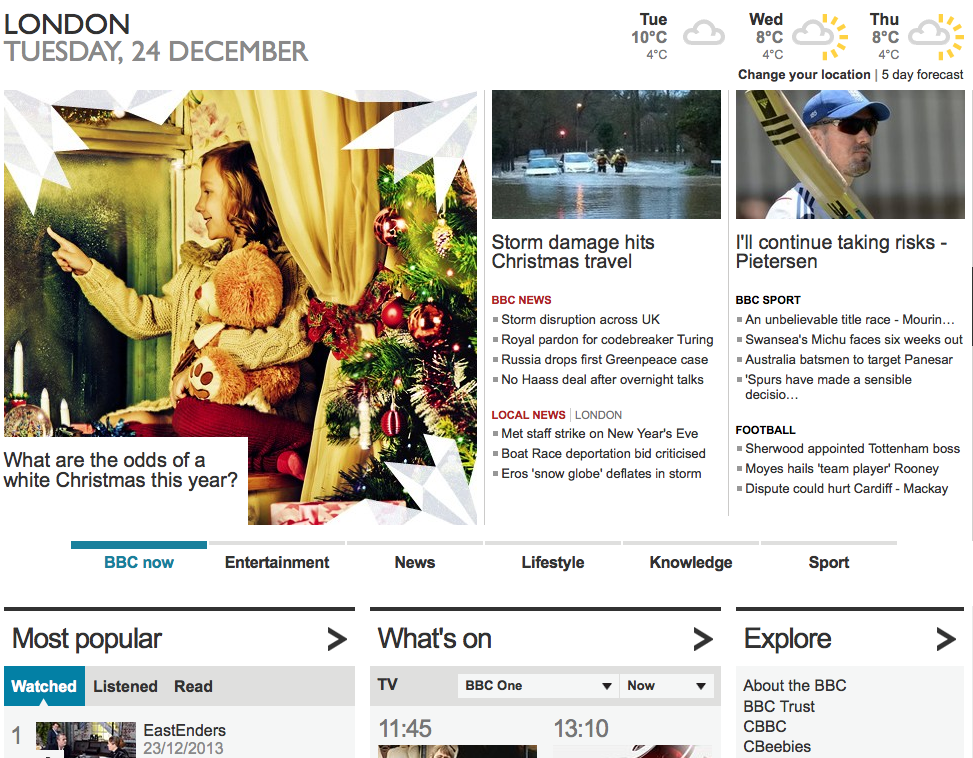 LONDON
TUESDAY, 24 DECEMBER
Tue
10°C
4°C
Wed
8°C
4°C
Thu
8°C
4°C
Change your location | 5 day forecast
What are the odds of a
white Christmas this year?
Storm damage hits
Christmas travel
BBC NEWS
Storm disruption across UK
Royal pardon for codebreaker Turing
Russia drops first Greenpeace case
No Haass deal after overnight talks
LOCAL NEWS | LONDON
Met staff strike on New Year's Eve
Boat Race deportation bid criticised
Eros 'snow globe' deflates in storm
I'll continue taking risks -
Pietersen
BBC SPORT
An unbelievable title race - Mourin…
Swansea's Michu faces six weeks out
Australia batsmen to target Panesar
'Spurs have made a sensible
decisio…
FOOTBALL
Sherwood appointed Tottenham boss
Moyes hails 'team player' Rooney
Dispute could hurt Cardiff - Mackay
BBC now
Entertainment
News
Lifestyle
Knowledge
Sport
Most popular
Watched
Listened
Read
1
EastEnders
23/12/2013
What's on
TV
BBC One
Now
11:45
13:10
Explore
About the BBC
BBC Trust
CBBC
CBeebies